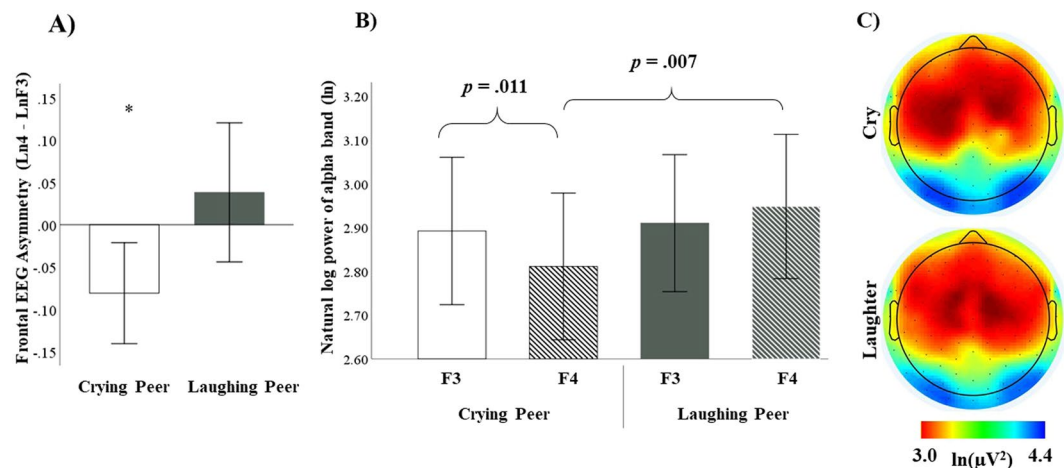 A)
Frontal EEG Asymmetry (Ln4 - LnF3)
.15
.10
.05
.00
-.05
-.10
-.15
*
Crying Peer
Laughing Peer
B)
Natural log power of alpha band (ln)
3.20
3.10
3.00
2.90
2.80
2.70
2.60
p = .011
p = .007
F3
F4
F3
F4
Crying Peer
Laughing Peer
C)
Cry
Laughter
3.0
ln(µV²)
4.4